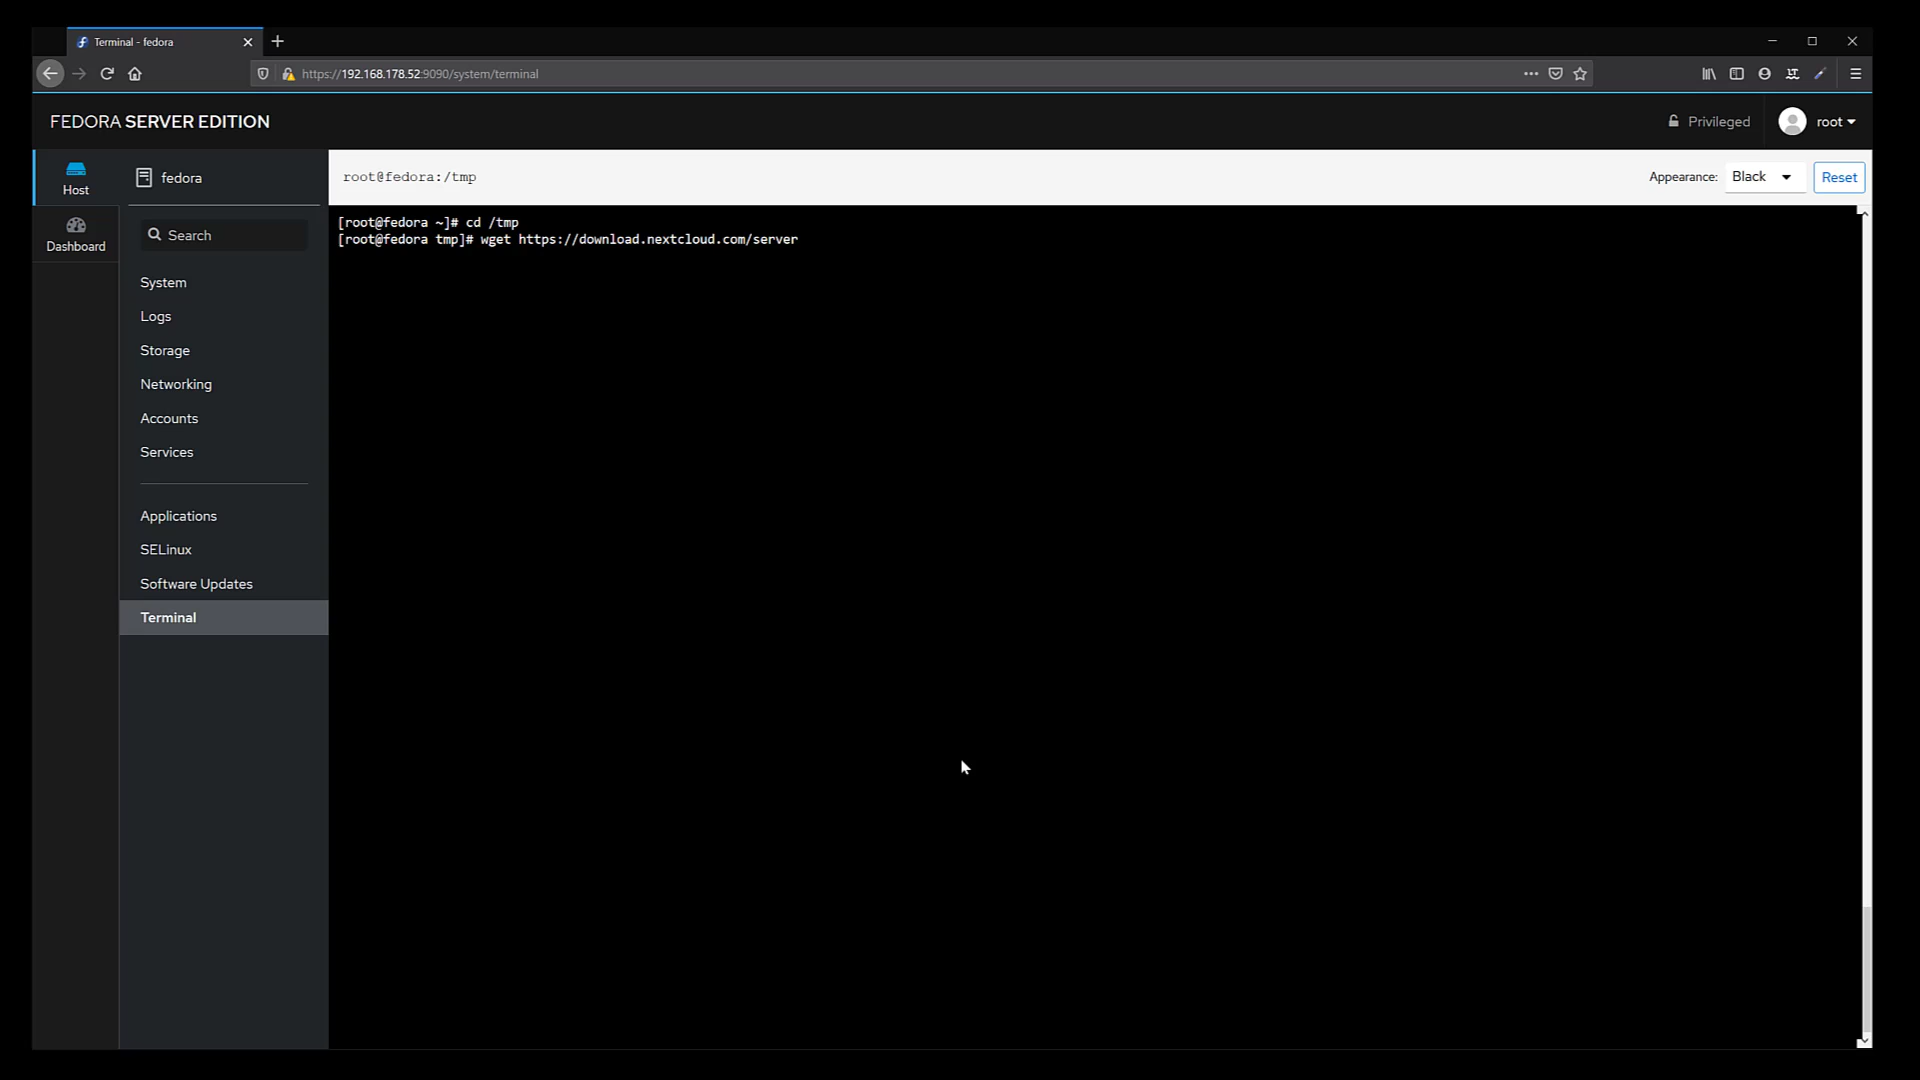 Terminal - fedora
https://192.168.178.52:9090/system/terminal
FEDORA SERVER EDITION
Privileged
root
Host
Dashboard
fedora
Search
System
Logs
Storage
Networking
Accounts
Services
Applications
SELinux
Software Updates
Terminal
root@fedora:/tmp
Appearance: Black
Reset
[root@fedora ~]# cd /tmp
[root@fedora tmp]# wget https://download.nextcloud.com/server